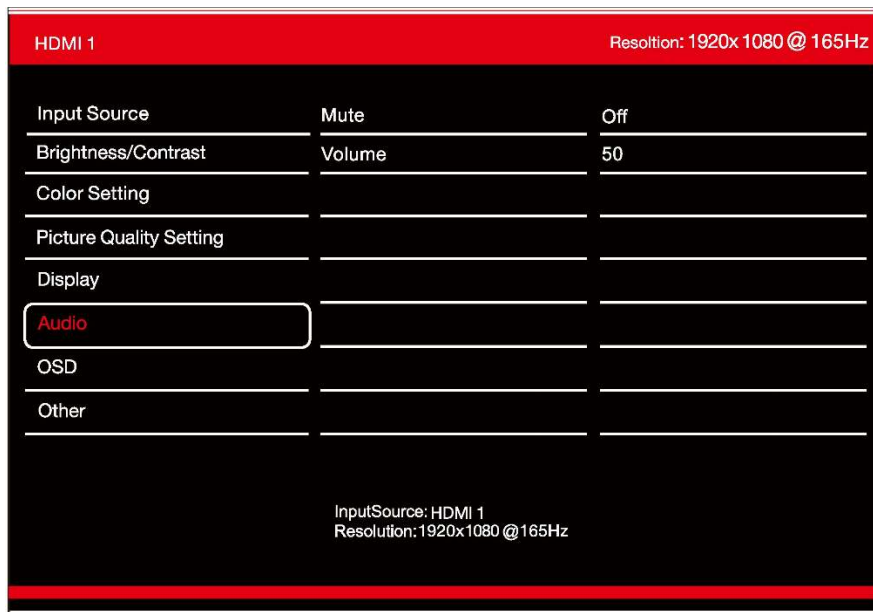 HDMI 1 Resoltion: 1920x1080@165Hz
Input Source Mute Off
Brightness/Contrast Volume 50
Color Setting
Picture Quality Setting
Display
Audio
OSD
Other
InputSource: HDMI 1
Resolution:1920x1080@165Hz